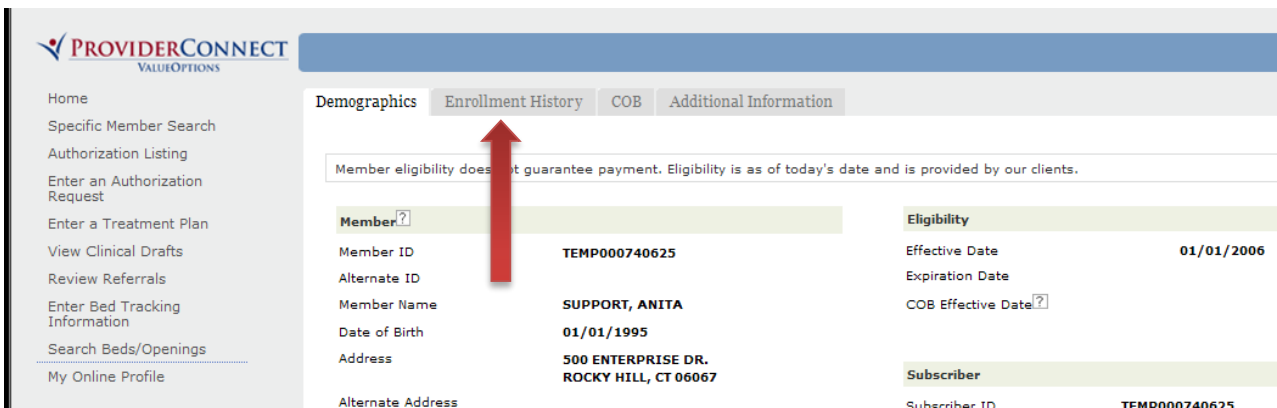 PROVIDERCONNECT
VALUEOPTIONS
Home
Specific Member Search
Authorization Listing
Enter an Authorization
Request
Enter a Treatment Plan
View Clinical Drafts
Review Referrals
Enter Bed Tracking
Information
Search Beds/Openings
My Online Profile
Demographics Enrollment History COB Additional Information
Member eligibility does guarantee payment. Eligibility is as of today's date and is provided by our clients.
Member?
Member ID TEMP000740625
Alternate ID
Member Name SUPPORT, ANITA
Date of Birth 01/01/1995
Address 500 ENTERPRISE DR.
ROCKY HILL, CT 06067
Alternate Address
Eligibility
Effective Date 01/01/2006
Expiration Date
COB Effective Date?
Subscriber
Subscriber ID TEMP000740625